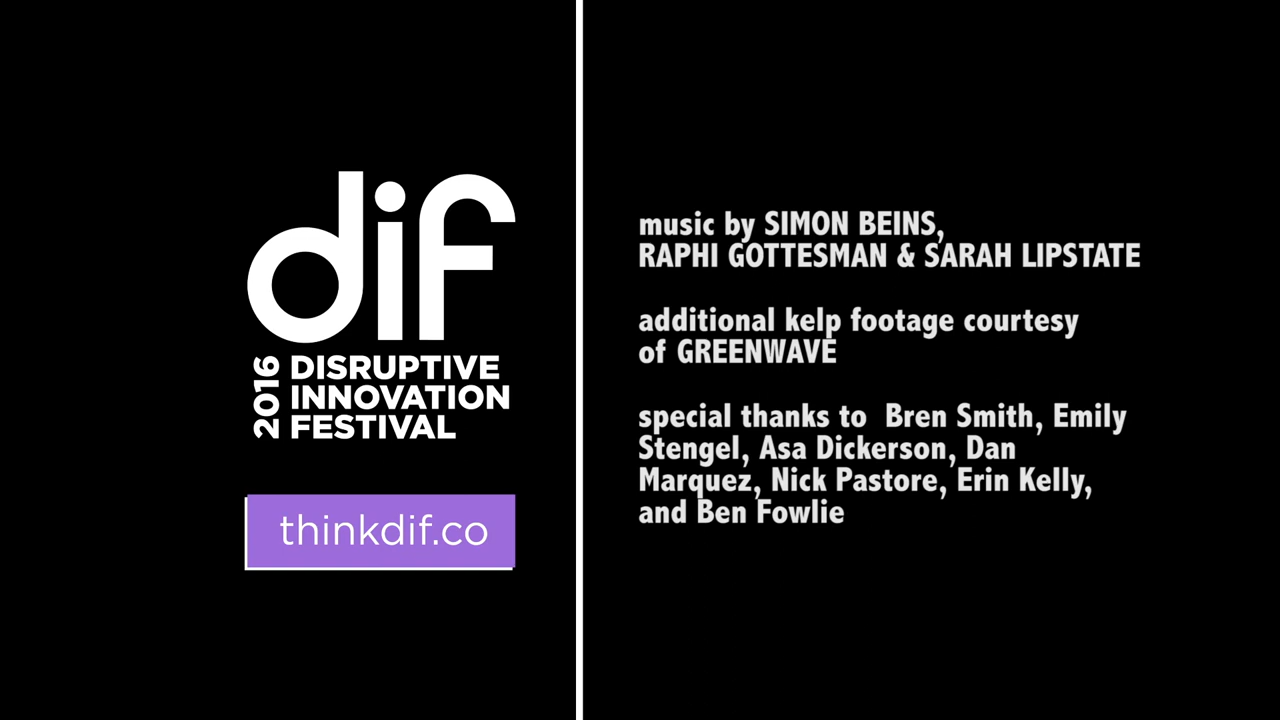 dif
2016
DISRUPTIVE
INNOVATION
FESTIVAL
thinkdif.co
music by SIMON BEINS,
RAPHI GOTTESMAN & SARAH LIPSTATE
additional kelp footage courtesy
of GREENWAVE
special thanks to  Bren Smith, Emily
Stengel, Asa Dickerson, Dan
Marquez, Nick Pastore, Erin Kelly,
and Ben Fowlie